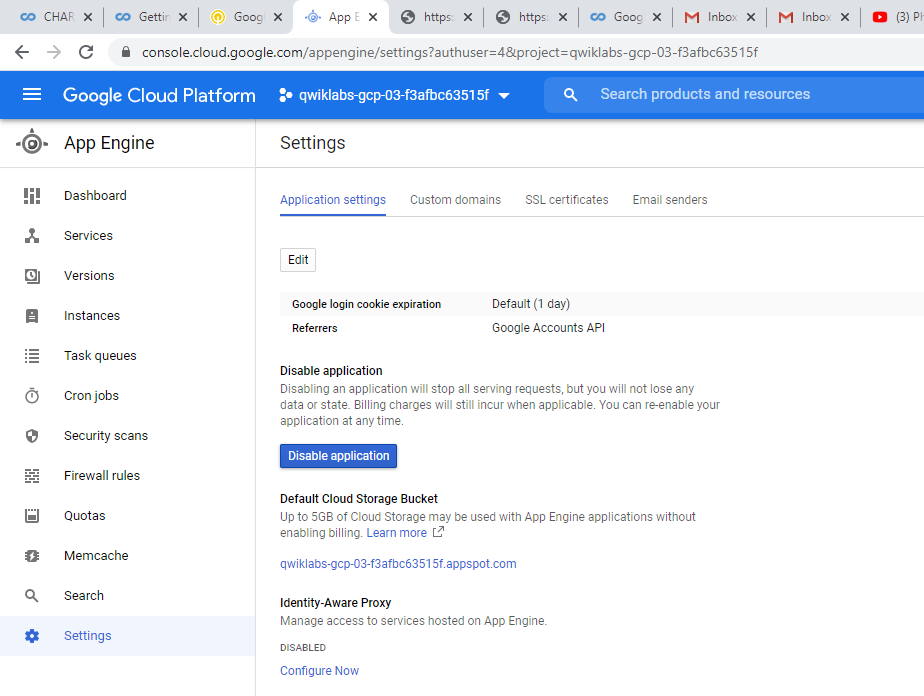 CHAR
Gettin
Goog
App E
https:
https:
Goog
Inbox
Inbox
(3) Ph
console.cloud.google.com/appengine/settings?authuser=4&project=qwiklabs-gcp-03-f3afbc63515f
Google Cloud Platform
qwiklabs-gcp-03-f3afbc63515f
Search products and resources
App Engine
Settings
Dashboard
Services
Versions
Instances
Task queues
Cron jobs
Security scans
Firewall rules
Quotas
Memcache
Search
Settings
Application settings
Custom domains
SSL certificates
Email senders
Edit
Google login cookie expiration Default (1 day)
Referrers Google Accounts API
Disable application
Disabling an application will stop all serving requests, but you will not lose any
data or state. Billing charges will still incur when applicable. You can re-enable your
application at any time.
Disable application
Default Cloud Storage Bucket
Up to 5GB of Cloud Storage may be used with App Engine applications without
enabling billing. Learn more
qwiklabs-gcp-03-f3afbc63515f.appspot.com
Identity-Aware Proxy
Manage access to services hosted on App Engine.
DISABLED
Configure Now